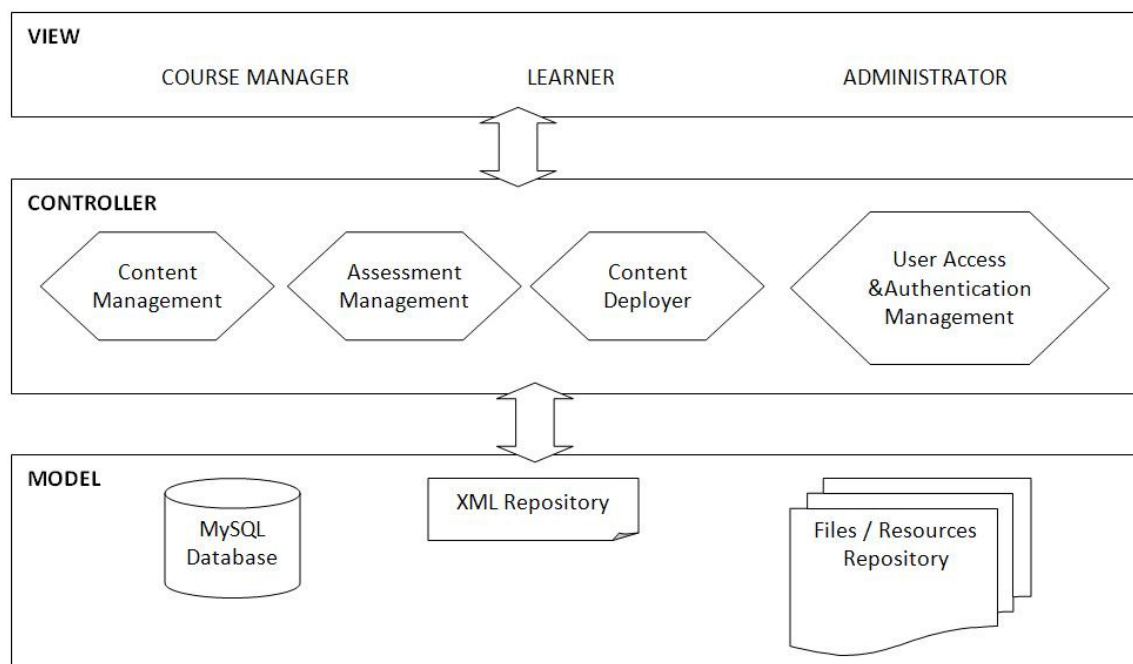 VIEW
COURSE MANAGER
LEARNER
ADMINISTRATOR
CONTROLLER
Content
Management
Assessment
Management
Content
Deployer
User Access
&Authentication
Management
MODEL
MySQL
Database
XML Repository
Files / Resources
Repository